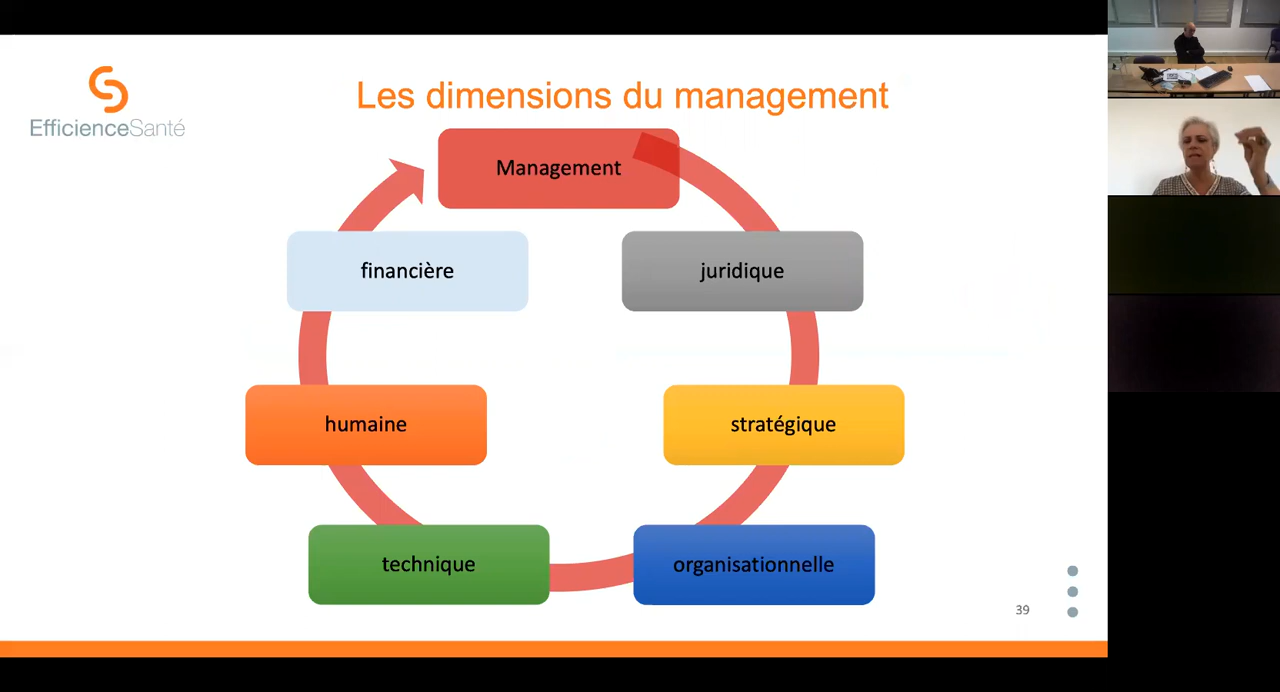 Les dimensions du management
EfficienceSanté
Management
financière
juridique
humaine
stratégique
technique
organisationnelle
39